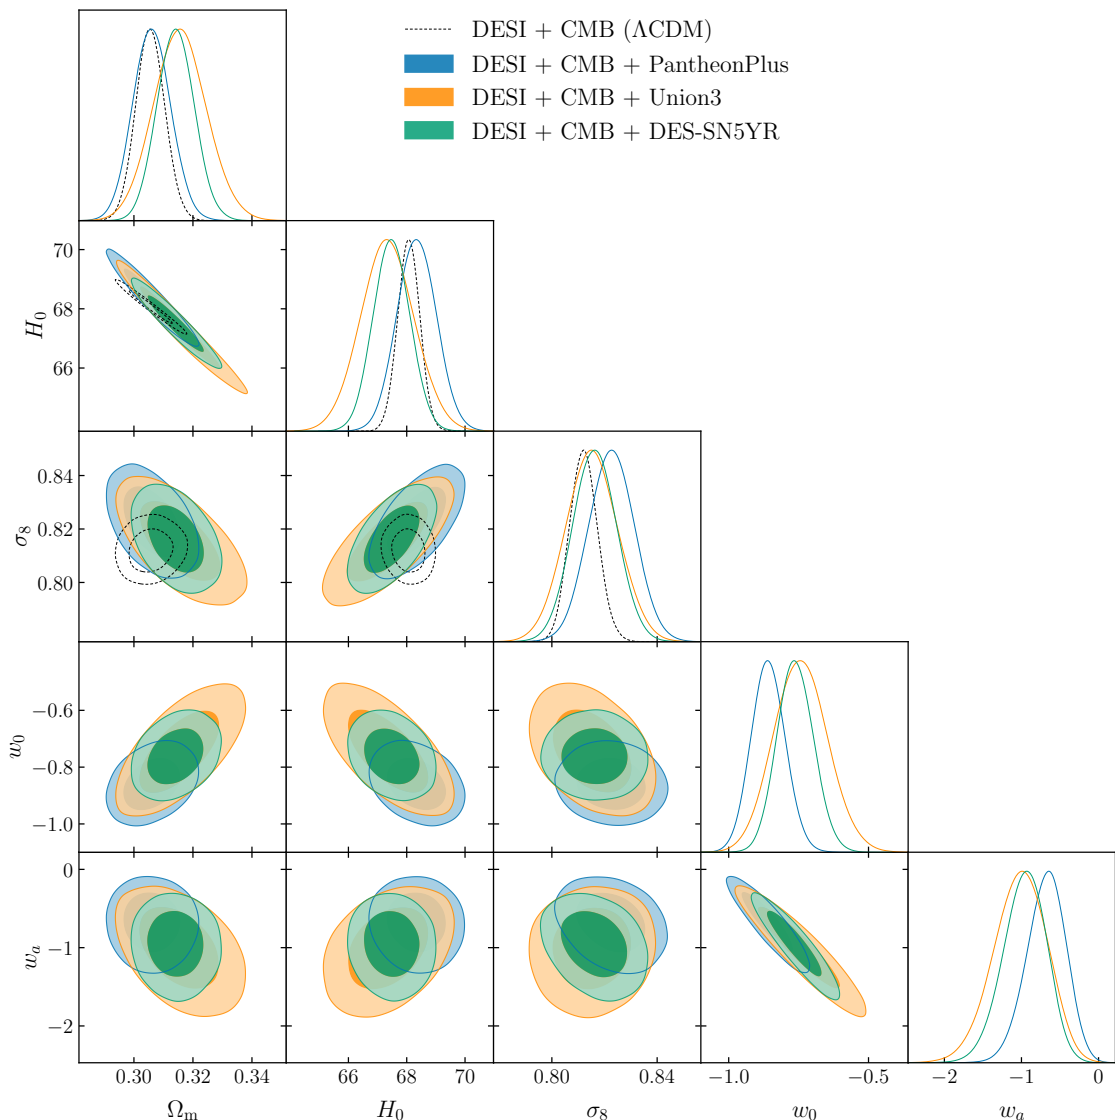 DESI + CMB (ΛCDM)
DESI + CMB + PantheonPlus
DESI + CMB + Union3
DESI + CMB + DES-SN5YR
70
68
66
H₀
0.84
0.82
0.80
σ₈
−0.6
−0.8
−1.0
w₀
0
−1
−2
wₐ
0.30 0.32 0.34 66 68 70 0.80 0.84 −1.0 −0.5 −2 −1 0
Ωₘ H₀ σ₈ w₀ wₐ